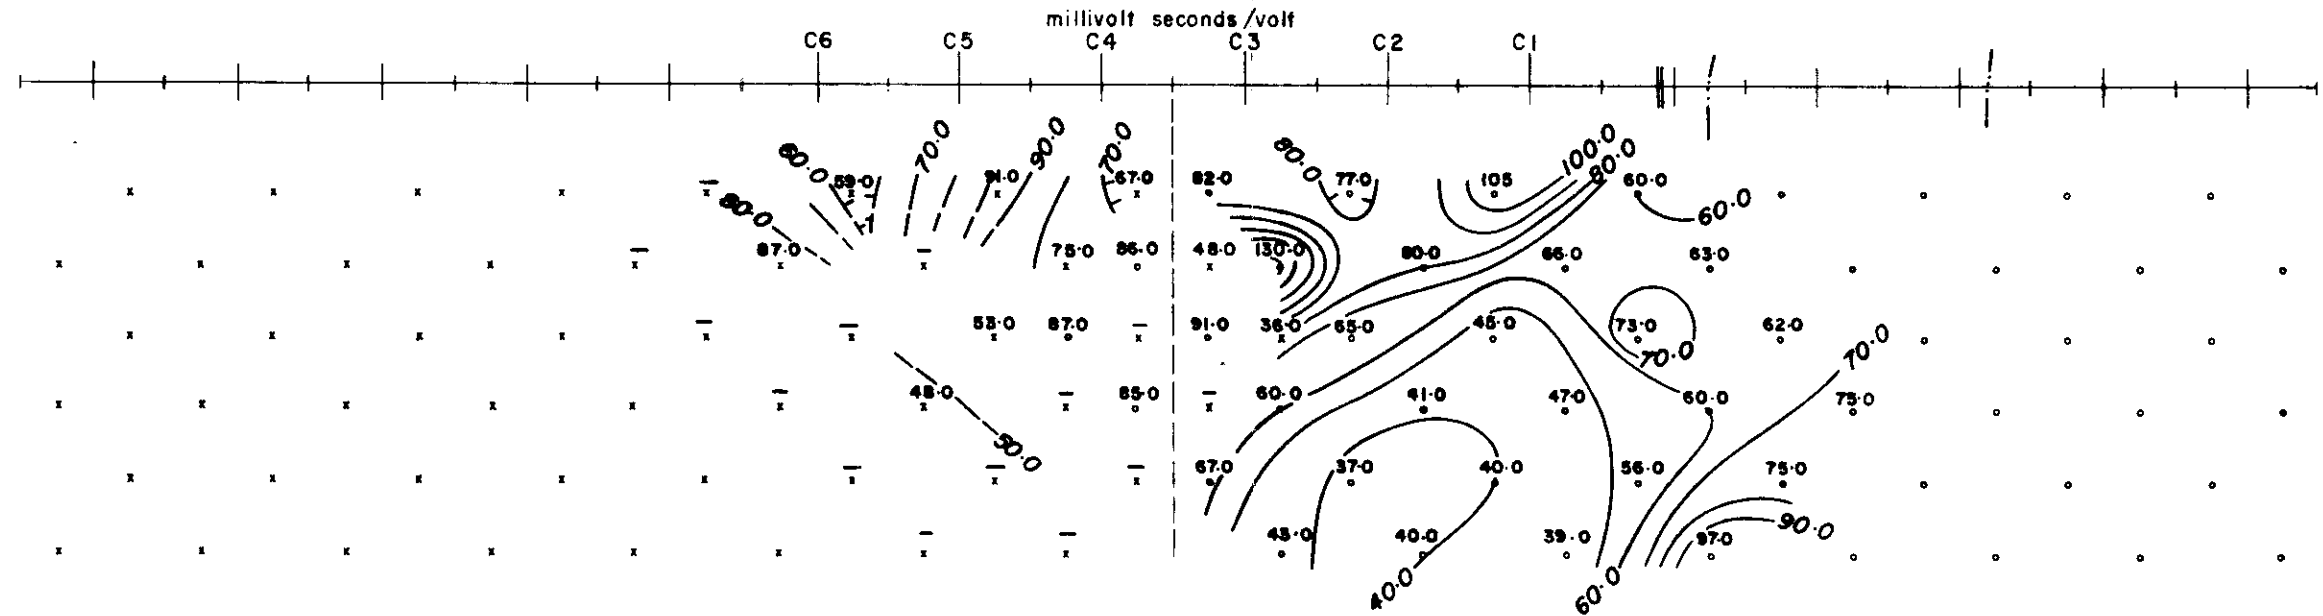 millivolt seconds/volt
C6 C5 C4 C3 C2 C1
60.0 70.0 90.0 70.0 80.0 100.0 80.0
59.0 91.0 67.0 82.0 77.0 105 60.0
80.0 60.0
87.0 — 75.0 86.0 48.0 130.0 80.0 66.0 63.0
— — 53.0 87.0 — 91.0 36.0 65.0 45.0 73.0 62.0
70.0 70.0
— 48.0 — 85.0 — 60.0 41.0 47.0 60.0 75.0
50.0
— — — 67.0 37.0 40.0 56.0 75.0
90.0
— — 43.0 40.0 39.0 97.0
40.0 60.0